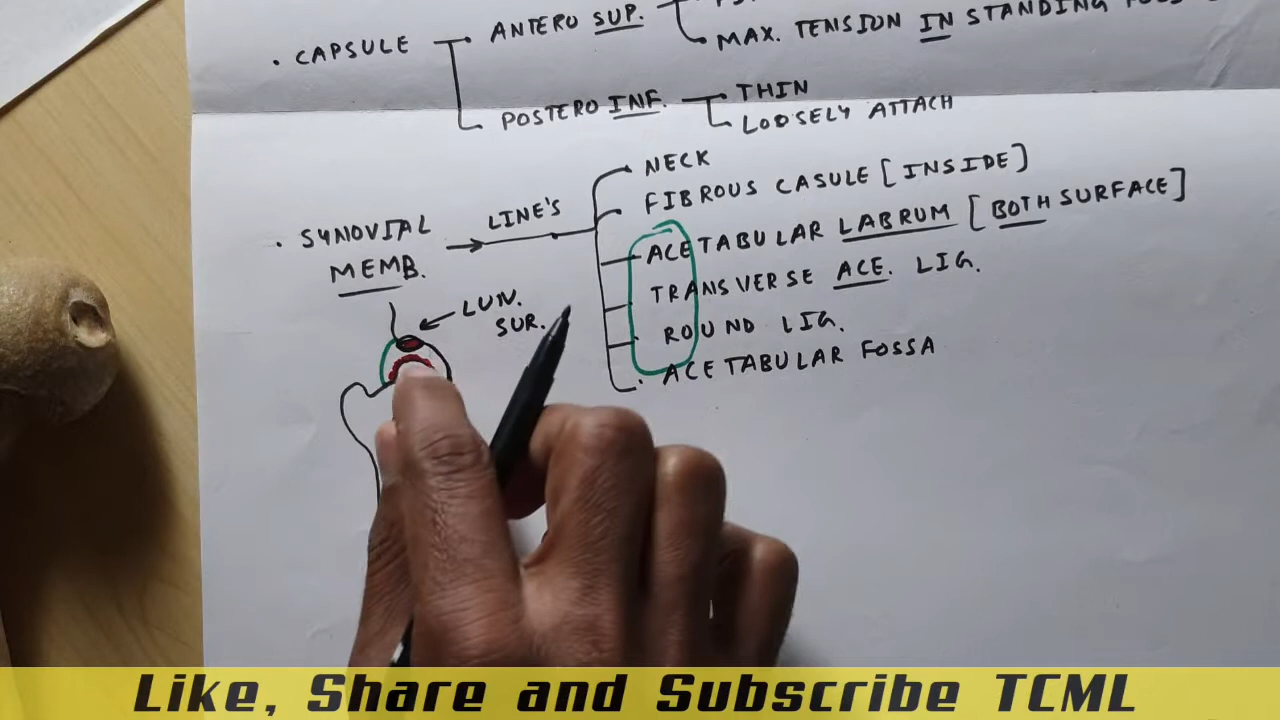 . CAPSULE
ANTERO SUP.
MAX. TENSION IN STANDING
POSTERO INF.
THIN
LOOSELY ATTACH
. SYNOVIAL
MEMB.
LINE'S
NECK
FIBROUS CASULE [INSIDE]
ACETABULAR LABRUM [BOTH SURFACE]
TRANSVERSE ACE. LIG.
ROUND LIG.
. ACETABULAR FOSSA
LUN.
SUR.
Like, Share and Subscribe TCML